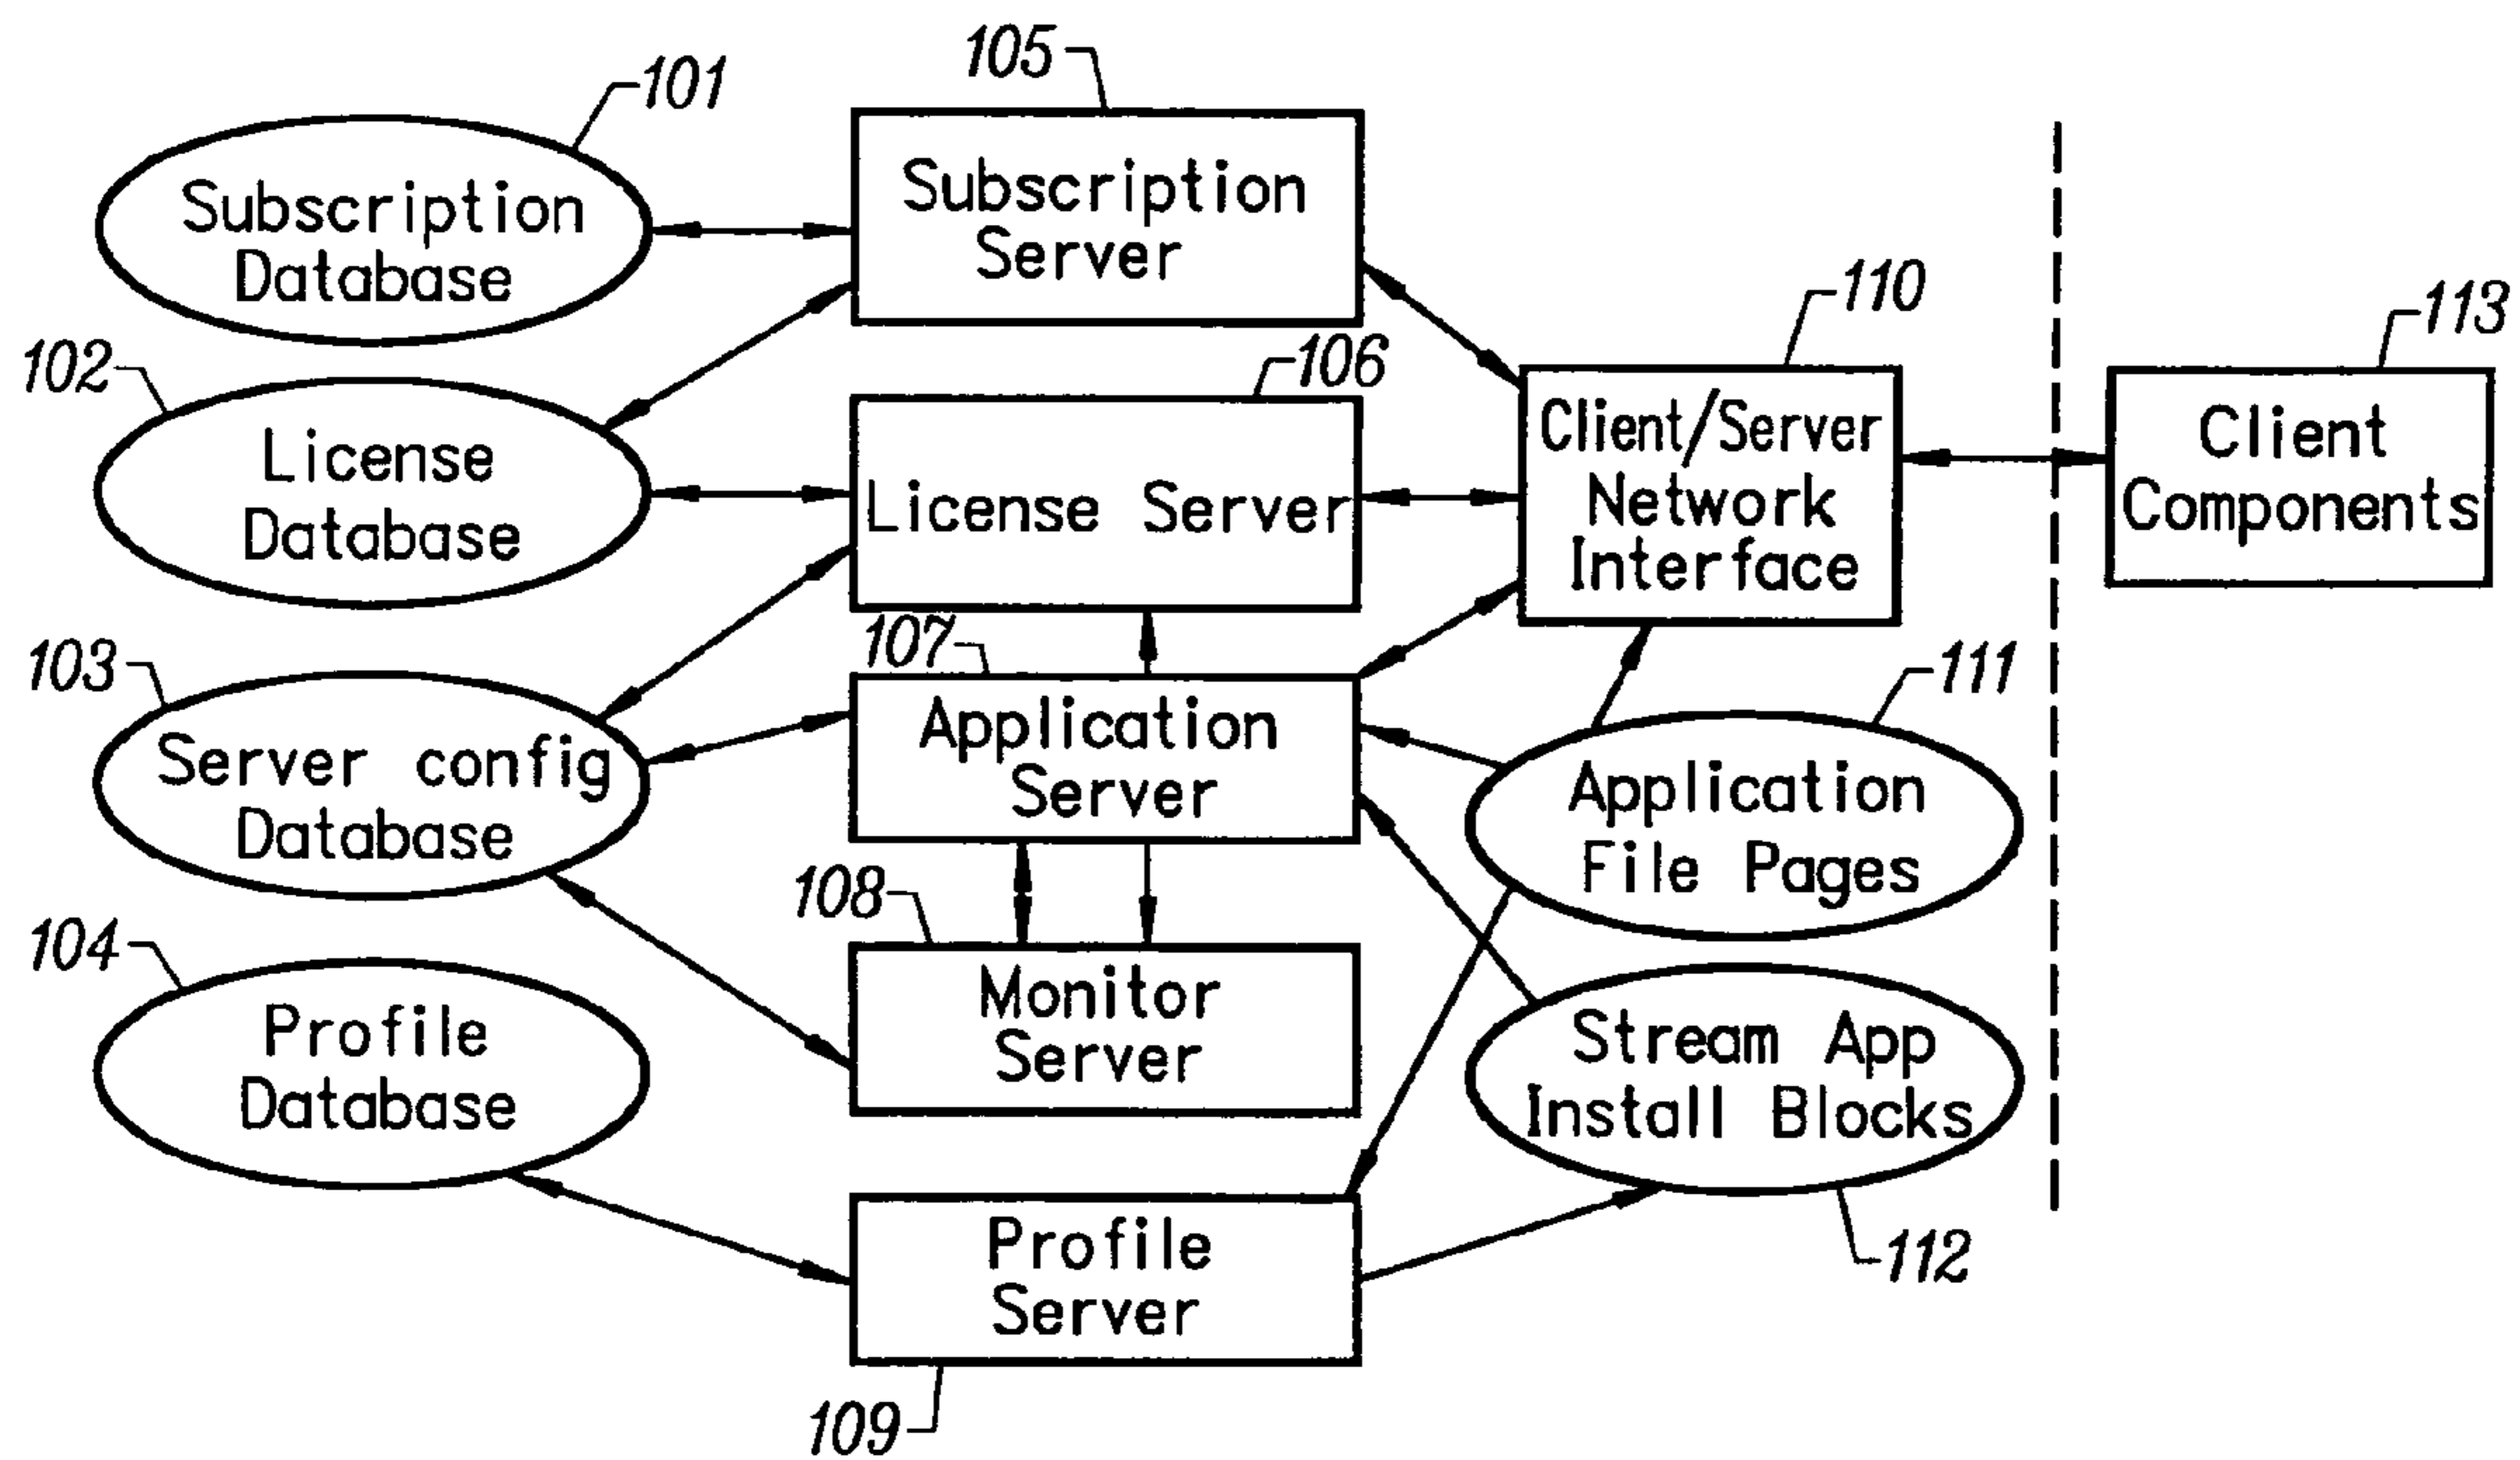 105
101
Subscription
Database
Subscription
Server
110
113
102
106
License
Database
License Server
Client/Server
Network
Interface
Client
Components
103
107
111
Server config
Database
Application
Server
Application
File Pages
104
108
Profile
Database
Monitor
Server
Stream App
Install Blocks
Profile
Server
112
109